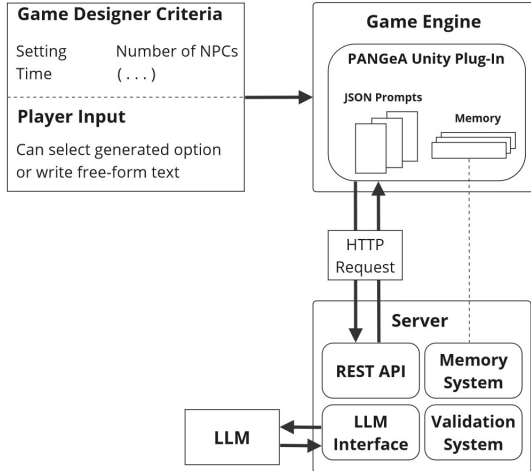 Game Designer Criteria
Setting Number of NPCs
Time (...)
Player Input
Can select generated option
or write free-form text
Game Engine
PANGeA Unity Plug-In
JSON Prompts
Memory
HTTP
Request
Server
REST API
Memory
System
LLM
LLM
Interface
Validation
System